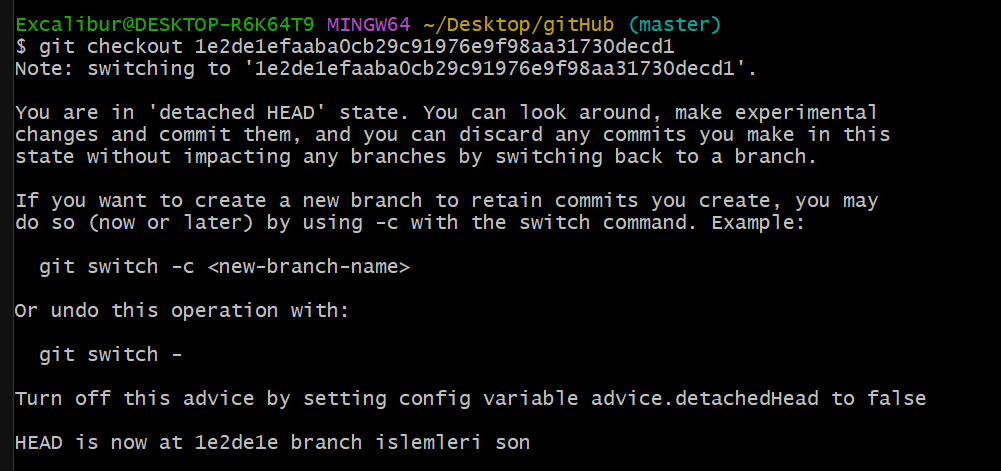 Excalibur@DESKTOP-R6K64T9 MINGW64 ~/Desktop/gitHub (master)
$ git checkout 1e2de1efaaba0cb29c91976e9f98aa31730decd1
Note: switching to '1e2de1efaaba0cb29c91976e9f98aa31730decd1'.

You are in 'detached HEAD' state. You can look around, make experimental
changes and commit them, and you can discard any commits you make in this
state without impacting any branches by switching back to a branch.

If you want to create a new branch to retain commits you create, you may
do so (now or later) by using -c with the switch command. Example:

  git switch -c <new-branch-name>

Or undo this operation with:

  git switch -

Turn off this advice by setting config variable advice.detachedHead to false

HEAD is now at 1e2de1e branch islemleri son